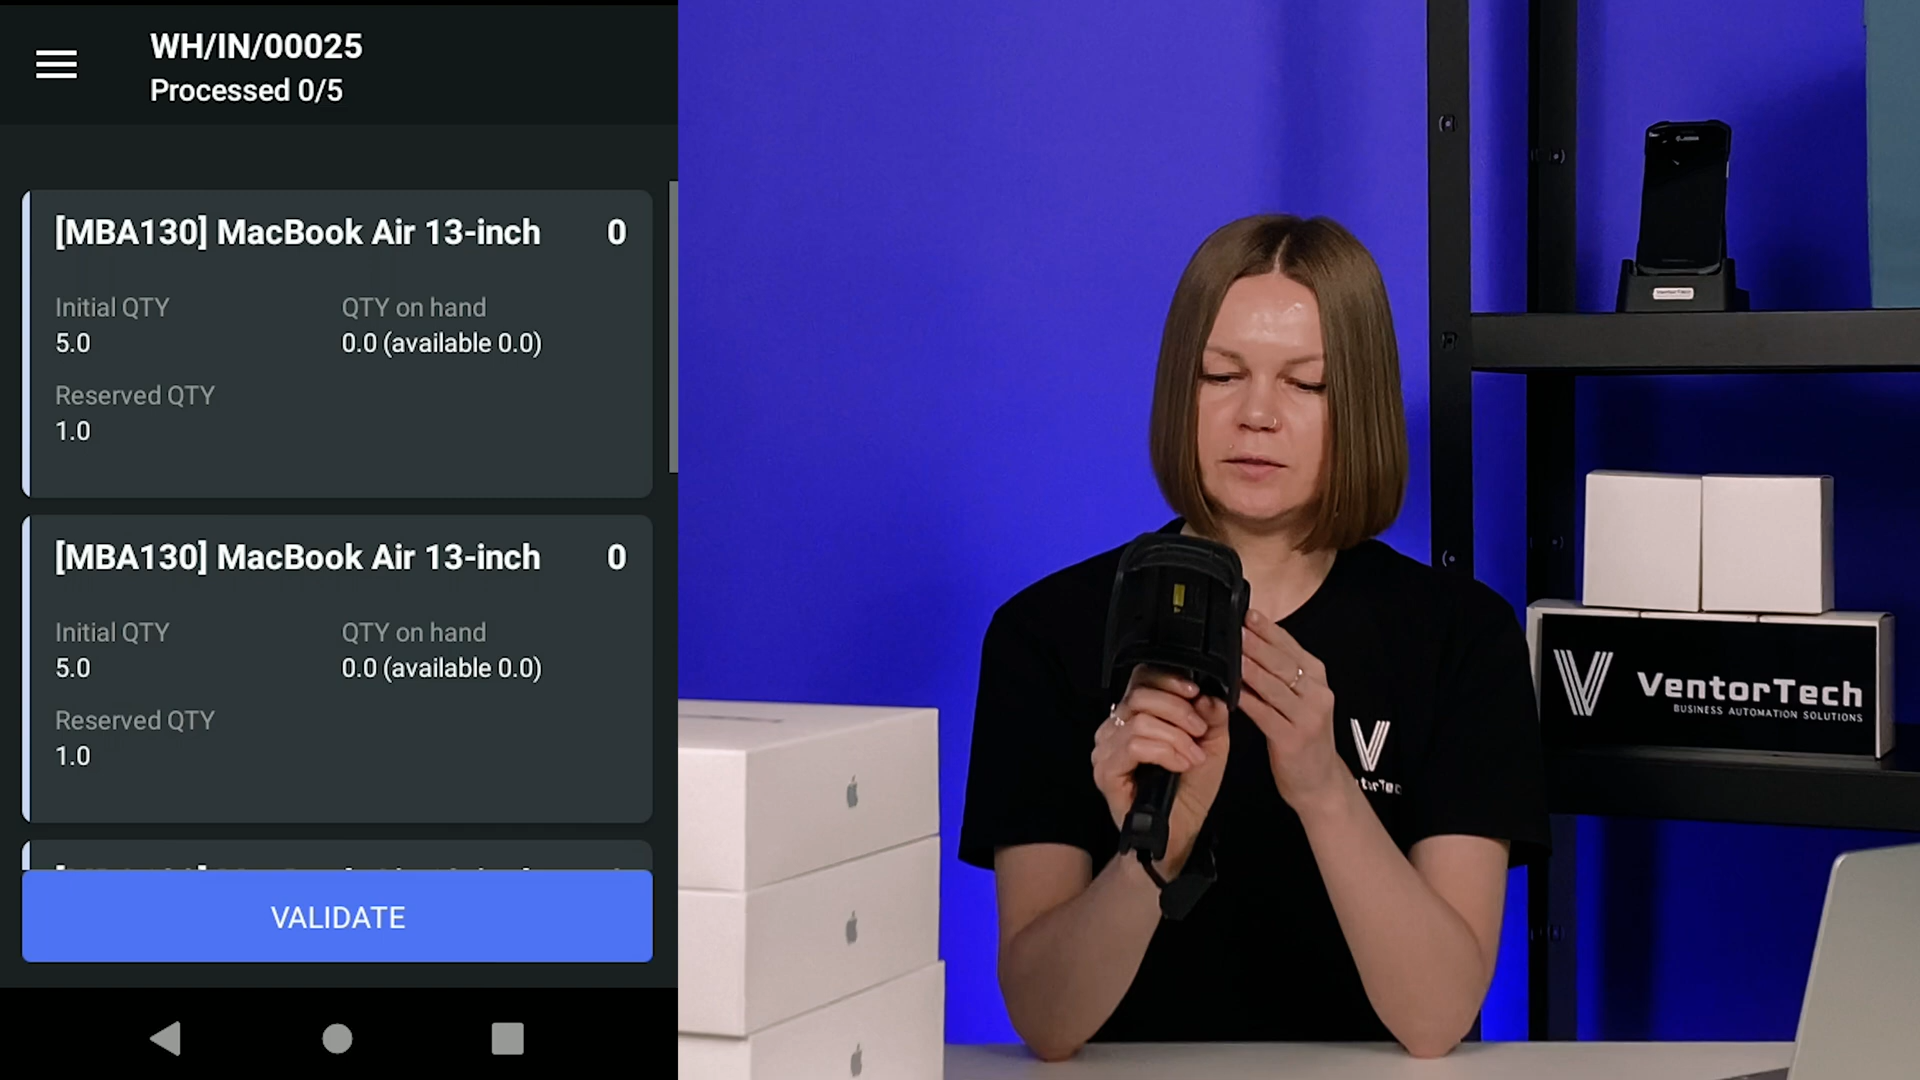 WH/IN/00025
Processed 0/5
[MBA130] MacBook Air 13-inch 0
Initial QTY QTY on hand
5.0 0.0 (available 0.0)
Reserved QTY
1.0
[MBA130] MacBook Air 13-inch 0
Initial QTY QTY on hand
5.0 0.0 (available 0.0)
Reserved QTY
1.0
VALIDATE
VentorTech
BUSINESS AUTOMATION SOLUTIONS